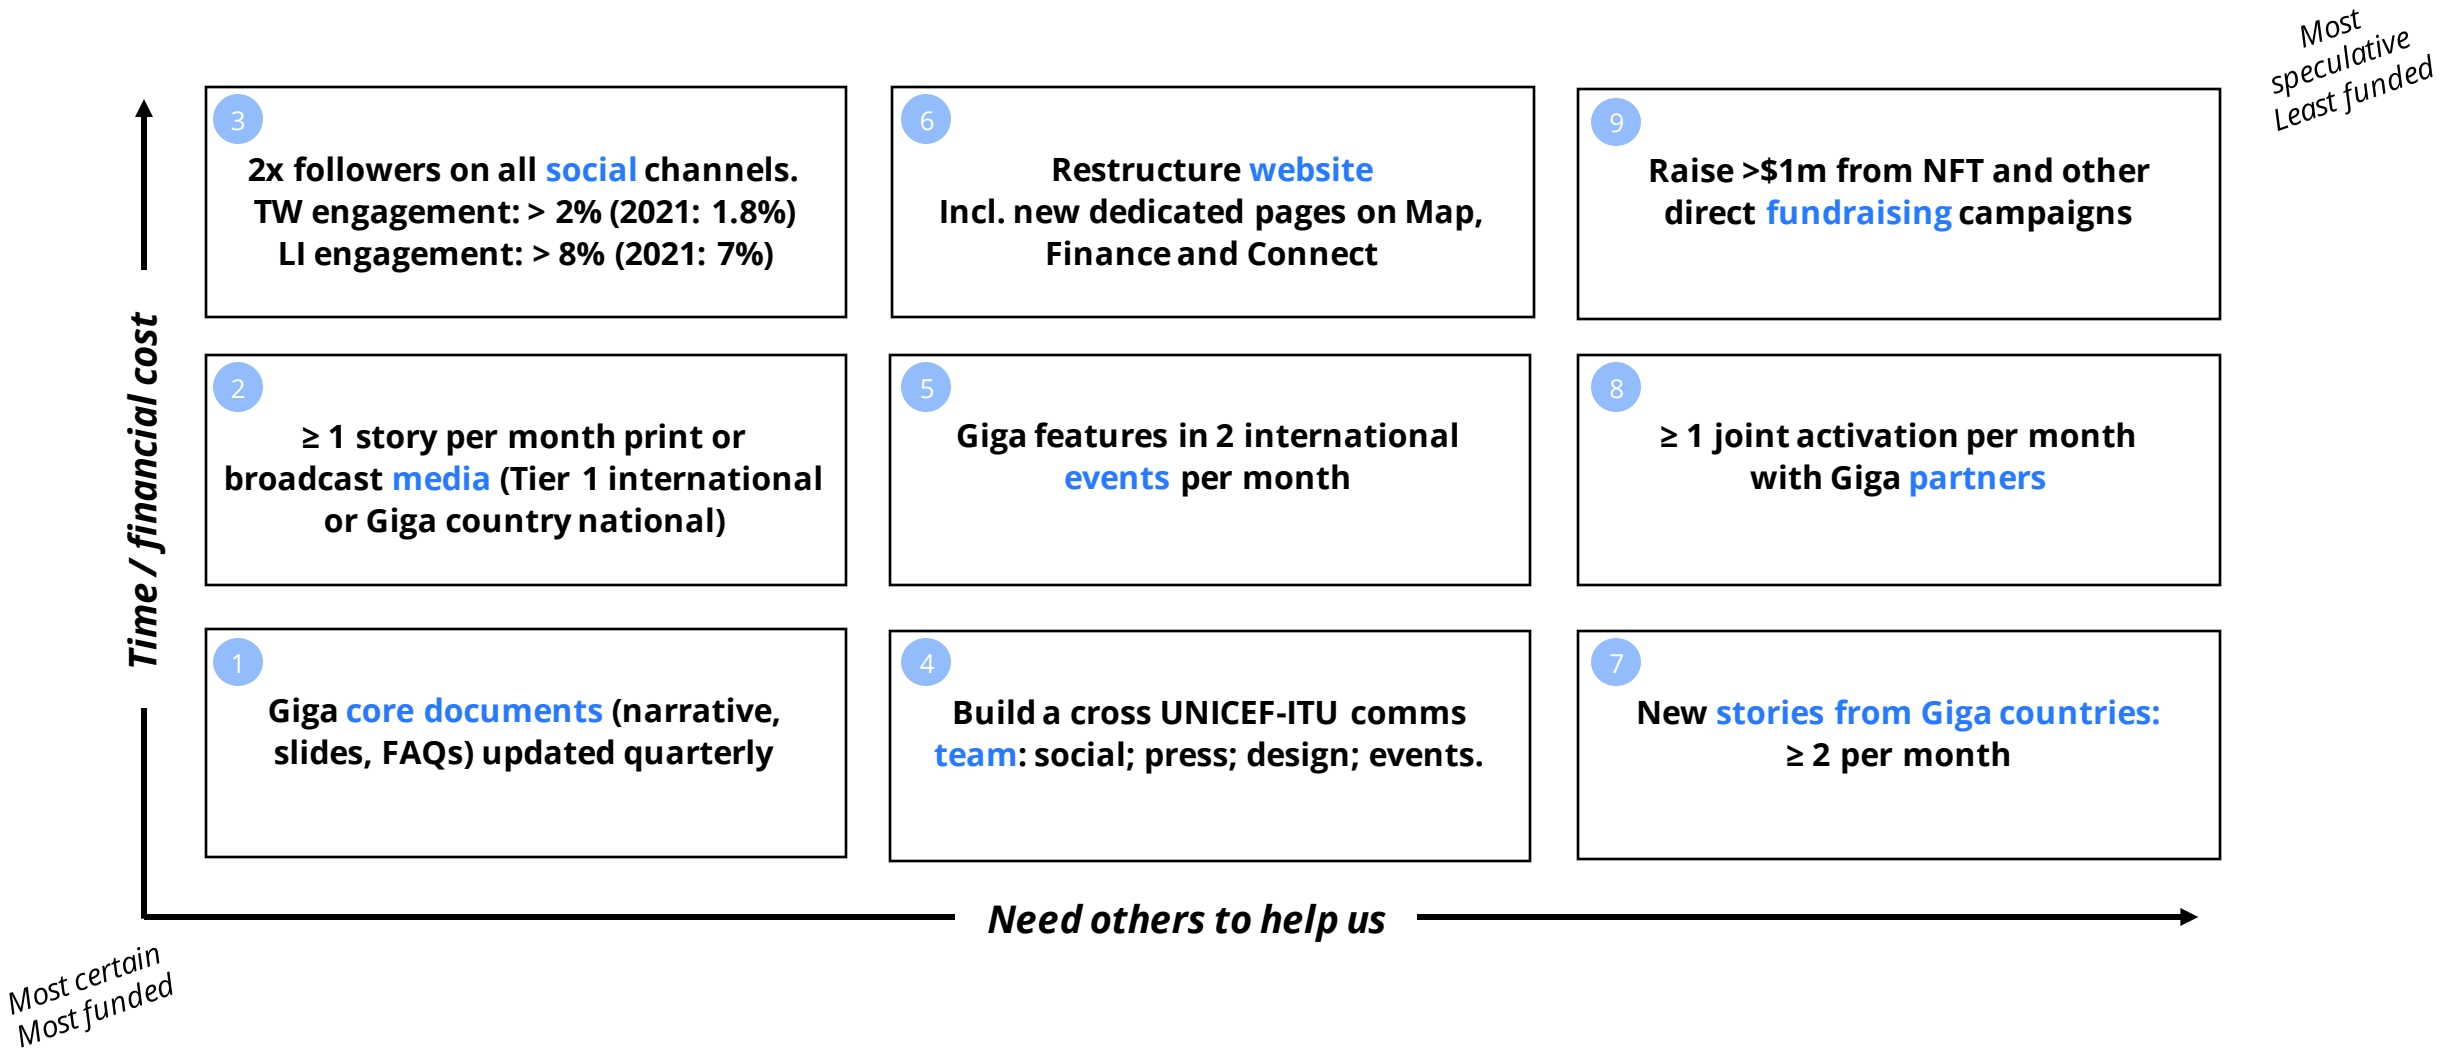 Most
speculative
Least funded
3
2x followers on all social channels.
TW engagement: > 2% (2021: 1.8%)
LI engagement: > 8% (2021: 7%)
6
Restructure website
Incl. new dedicated pages on Map,
Finance and Connect
9
Raise >$1m from NFT and other
direct fundraising campaigns
Time / financial cost
2
≥ 1 story per month print or
broadcast media (Tier 1 international
or Giga country national)
5
Giga features in 2 international
events per month
8
≥ 1 joint activation per month
with Giga partners
1
Giga core documents (narrative,
slides, FAQs) updated quarterly
4
Build a cross UNICEF-ITU comms
team: social; press; design; events.
7
New stories from Giga countries:
≥ 2 per month
Need others to help us
Most certain
Most funded